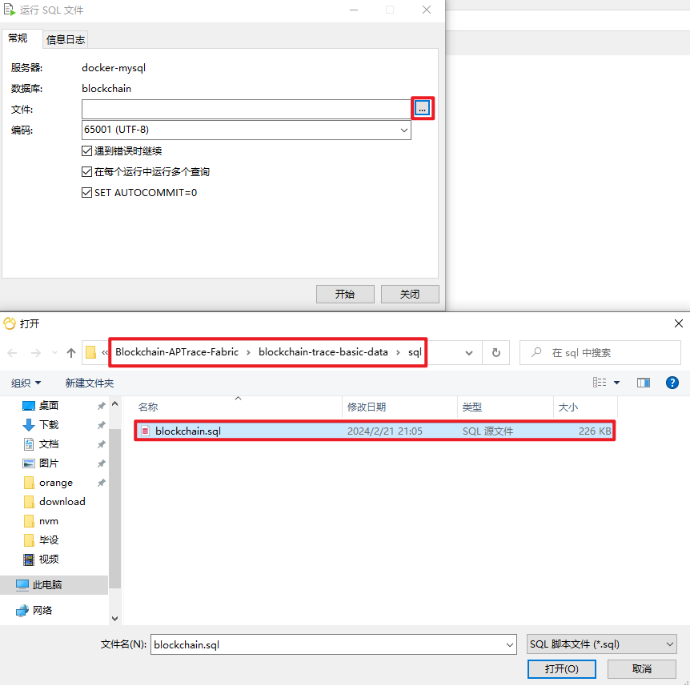 运行 SQL 文件
常规 信息日志
服务器: docker-mysql
数据库: blockchain
文件: ...
编码: 65001 (UTF-8)
遇到错误时继续
在每个运行中运行多个查询
SET AUTOCOMMIT=0
开始 关闭
打开
« Blockchain-APTrace-Fabric › blockchain-trace-basic-data › sql 在 sql 中搜索
组织 新建文件夹
名称 修改日期 类型 大小
桌面
blockchain.sql 2024/2/21 21:05 SQL 源文件 226 KB
下载
文档
图片
orange
download
nvm
毕设
视频
此电脑
网络
文件名(N): blockchain.sql SQL 脚本文件 (*.sql)
打开(O) 取消